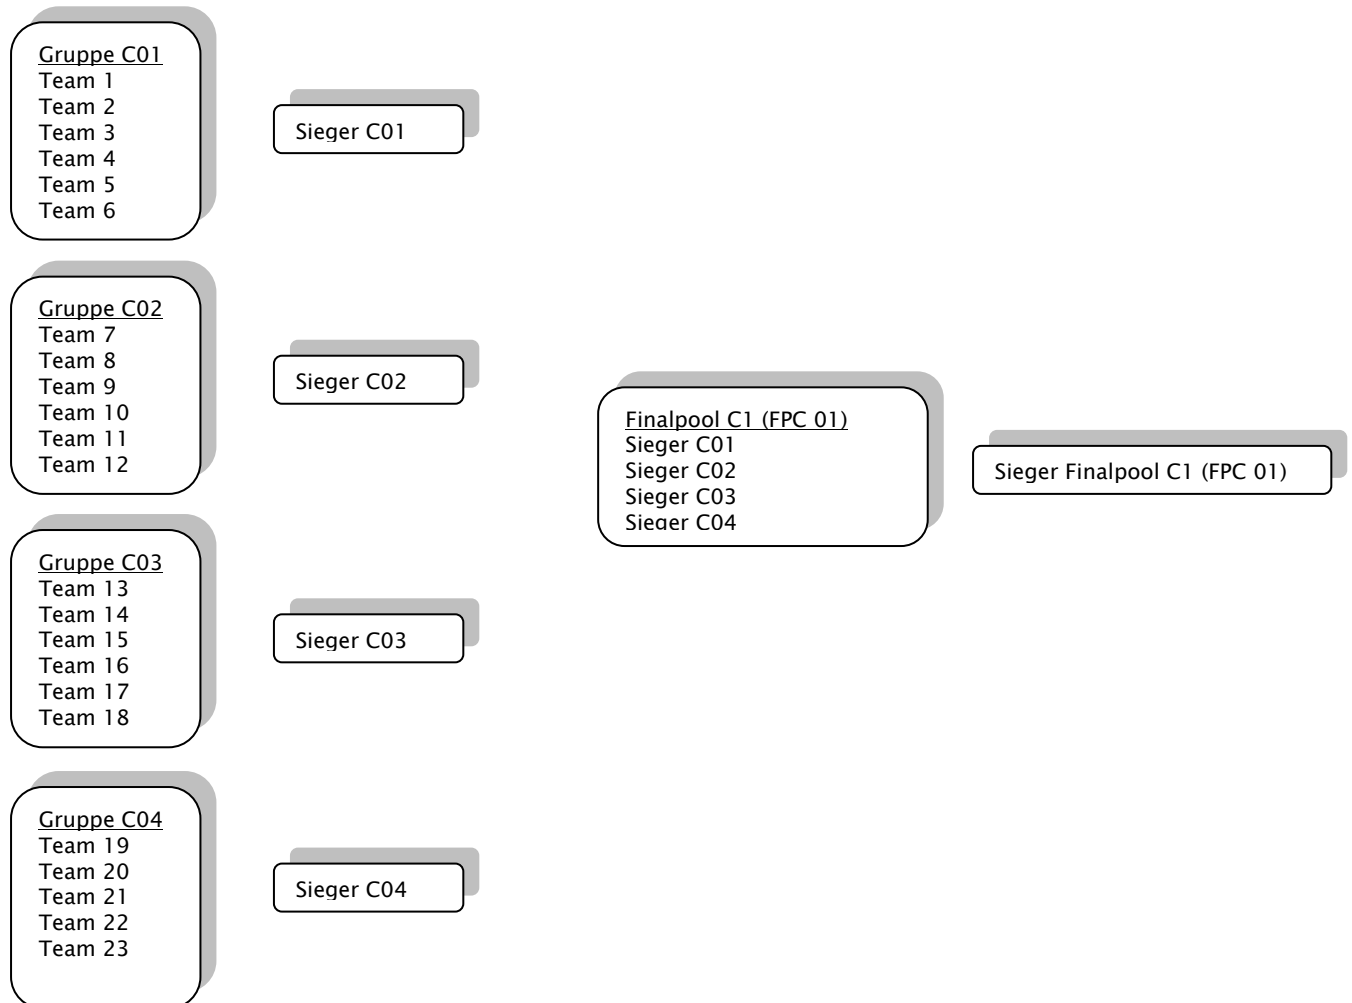 Gruppe C01
Team 1
Team 2
Team 3
Team 4
Team 5
Team 6
Sieger C01
Gruppe C02
Team 7
Team 8
Team 9
Team 10
Team 11
Team 12
Sieger C02
Gruppe C03
Team 13
Team 14
Team 15
Team 16
Team 17
Team 18
Sieger C03
Gruppe C04
Team 19
Team 20
Team 21
Team 22
Team 23
Sieger C04
Finalpool C1 (FPC 01)
Sieger C01
Sieger C02
Sieger C03
Sieger C04
Sieger Finalpool C1 (FPC 01)